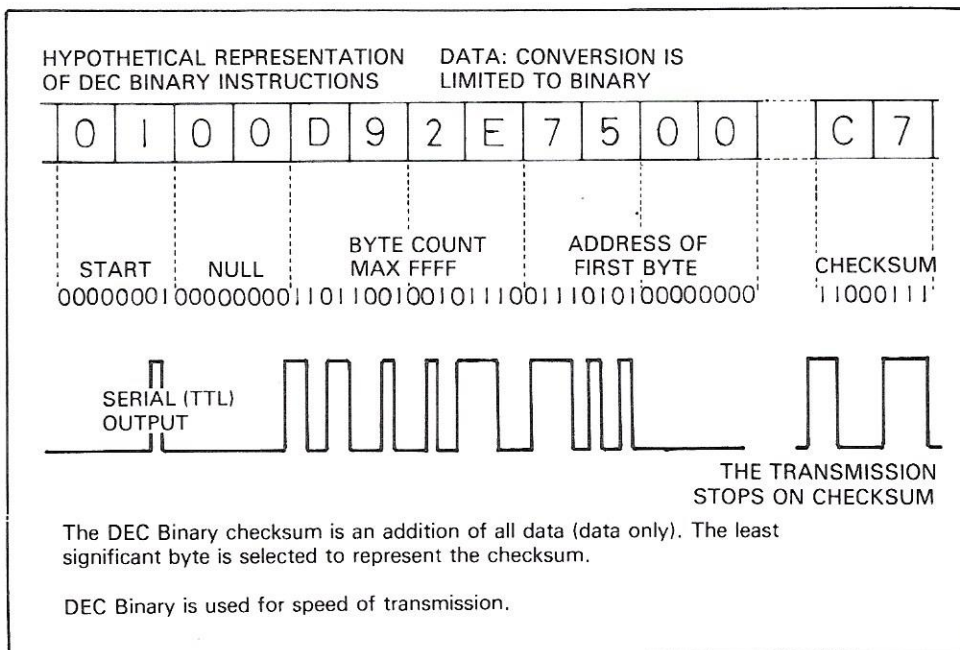 HYPOTHETICAL REPRESENTATION
OF DEC BINARY INSTRUCTIONS
DATA: CONVERSION IS
LIMITED TO BINARY
0 1 0 0 D 9 2 E 7 5 0 0 C 7
START NULL BYTE COUNT
MAX FFFF
ADDRESS OF
FIRST BYTE
CHECKSUM
00000001 00000000 11011001 00101110 01110101 00000000 11000111
SERIAL (TTL)
OUTPUT
THE TRANSMISSION
STOPS ON CHECKSUM
The DEC Binary checksum is an addition of all data (data only). The least
significant byte is selected to represent the checksum.
DEC Binary is used for speed of transmission.